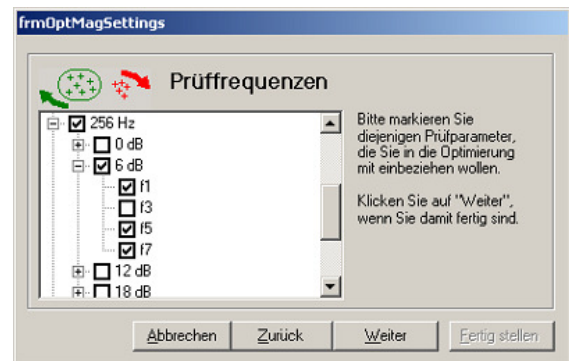 frmOptMagSettings
Prüffrequenzen
256 Hz
0 dB
6 dB
f1
f3
f5
f7
12 dB
18 dB
Bitte markieren Sie
diejenigen Prüfparameter,
die Sie in die Optimierung
mit einbeziehen wollen.
Klicken Sie auf "Weiter",
wenn Sie damit fertig sind.
Abbrechen
Zurück
Weiter
Fertig stellen